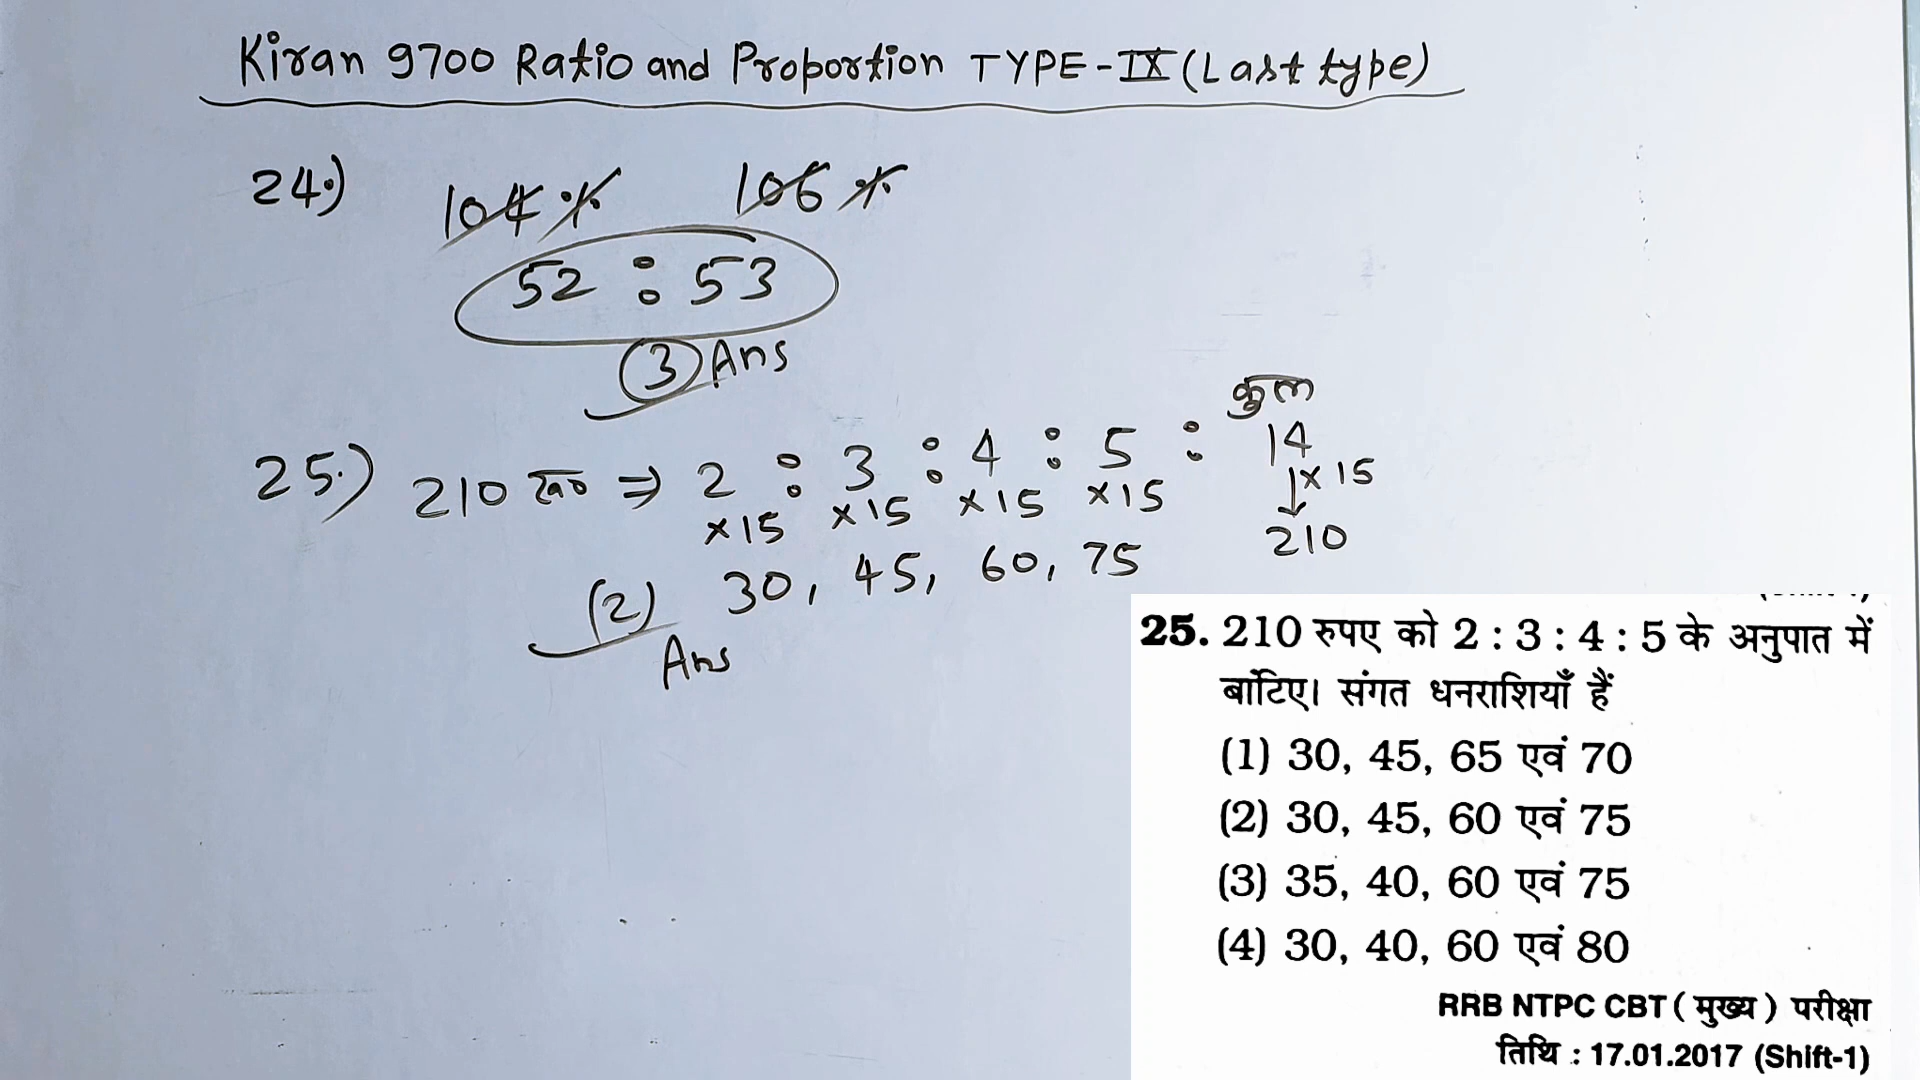 Kiran 9700 Ratio and Proportion TYPE-IX (Last type)
24.) 104% 106%
52 : 53
(3) Ans
कुल
25.) 210 रू० ⇒ 2 : 3 : 4 : 5 : 14
×15 ×15 ×15 ×15 ↓×15
30, 45, 60, 75 210
(2)
Ans
25. 210 रुपए को 2 : 3 : 4 : 5 के अनुपात में
बांटिए। संगत धनराशियाँ हैं
(1) 30, 45, 65 एवं 70
(2) 30, 45, 60 एवं 75
(3) 35, 40, 60 एवं 75
(4) 30, 40, 60 एवं 80
RRB NTPC CBT ( मुख्य ) परीक्षा
तिथि : 17.01.2017 (Shift-1)